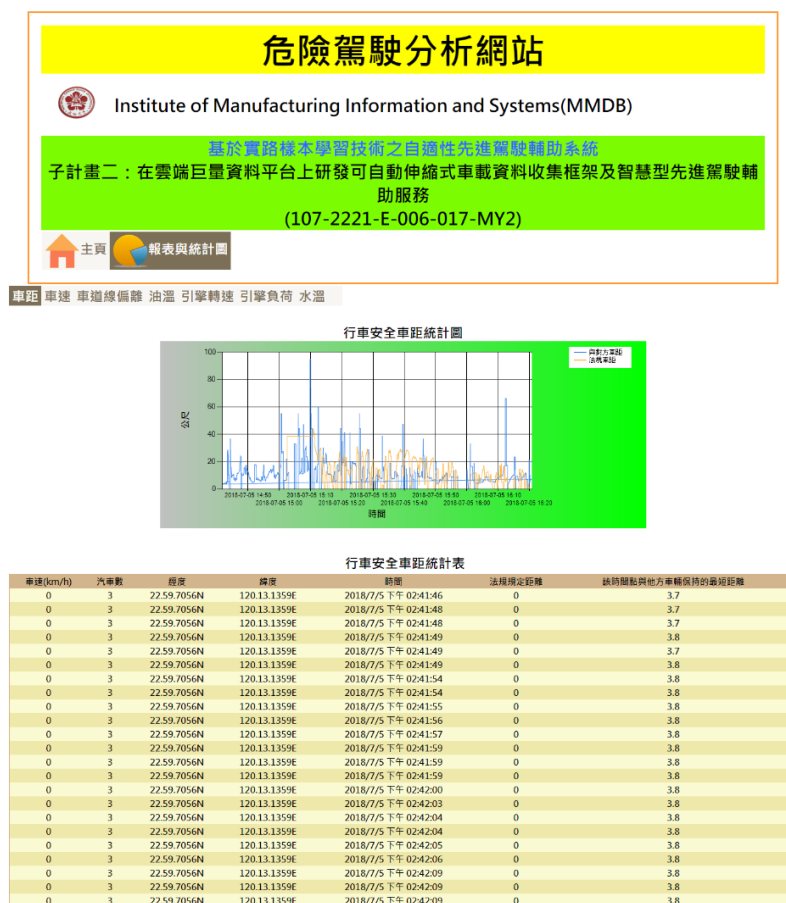 危險駕駛分析網站
Institute of Manufacturing Information and Systems(MMDB)
基於實路樣本學習技術之自適性先進駕駛輔助系統
子計畫二：在雲端巨量資料平台上研發可自動伸縮式車載資料收集框架及智慧型先進駕駛輔
助服務
(107-2221-E-006-017-MY2)
主頁 報表與統計圖
車距 車速 車道線偏離 油溫 引擎轉速 引擎負荷 水溫
行車安全車距統計圖
100
與對方車距
法規車距
80
60
公尺
40
20
0
2018-07-05 14:50 2018-07-05 15:10 2018-07-05 15:30 2018-07-05 15:50 2018-07-05 16:10
2018-07-05 15:00 2018-07-05 15:20 2018-07-05 15:40 2018-07-05 16:00 2018-07-05 16:20
時間
行車安全車距統計表
車速(km/h) 汽車數 經度 緯度 時間 法規規定距離 該時間點與他方車輛保持的最短距離
0 3 22.59.7056N 120.13.1359E 2018/7/5 下午 02:41:46 0 3.7
0 3 22.59.7056N 120.13.1359E 2018/7/5 下午 02:41:48 0 3.7
0 3 22.59.7056N 120.13.1359E 2018/7/5 下午 02:41:48 0 3.7
0 3 22.59.7056N 120.13.1359E 2018/7/5 下午 02:41:49 0 3.8
0 3 22.59.7056N 120.13.1359E 2018/7/5 下午 02:41:49 0 3.7
0 3 22.59.7056N 120.13.1359E 2018/7/5 下午 02:41:49 0 3.8
0 3 22.59.7056N 120.13.1359E 2018/7/5 下午 02:41:54 0 3.8
0 3 22.59.7056N 120.13.1359E 2018/7/5 下午 02:41:54 0 3.8
0 3 22.59.7056N 120.13.1359E 2018/7/5 下午 02:41:55 0 3.8
0 3 22.59.7056N 120.13.1359E 2018/7/5 下午 02:41:56 0 3.8
0 3 22.59.7056N 120.13.1359E 2018/7/5 下午 02:41:57 0 3.8
0 3 22.59.7056N 120.13.1359E 2018/7/5 下午 02:41:59 0 3.8
0 3 22.59.7056N 120.13.1359E 2018/7/5 下午 02:41:59 0 3.8
0 3 22.59.7056N 120.13.1359E 2018/7/5 下午 02:41:59 0 3.8
0 3 22.59.7056N 120.13.1359E 2018/7/5 下午 02:42:00 0 3.8
0 3 22.59.7056N 120.13.1359E 2018/7/5 下午 02:42:03 0 3.8
0 3 22.59.7056N 120.13.1359E 2018/7/5 下午 02:42:04 0 3.8
0 3 22.59.7056N 120.13.1359E 2018/7/5 下午 02:42:04 0 3.8
0 3 22.59.7056N 120.13.1359E 2018/7/5 下午 02:42:05 0 3.8
0 3 22.59.7056N 120.13.1359E 2018/7/5 下午 02:42:06 0 3.8
0 3 22.59.7056N 120.13.1359E 2018/7/5 下午 02:42:09 0 3.8
0 3 22.59.7056N 120.13.1359E 2018/7/5 下午 02:42:09 0 3.8
0 3 22.59.7056N 120.13.1359E 2018/7/5 下午 02:42:09 0 3.8